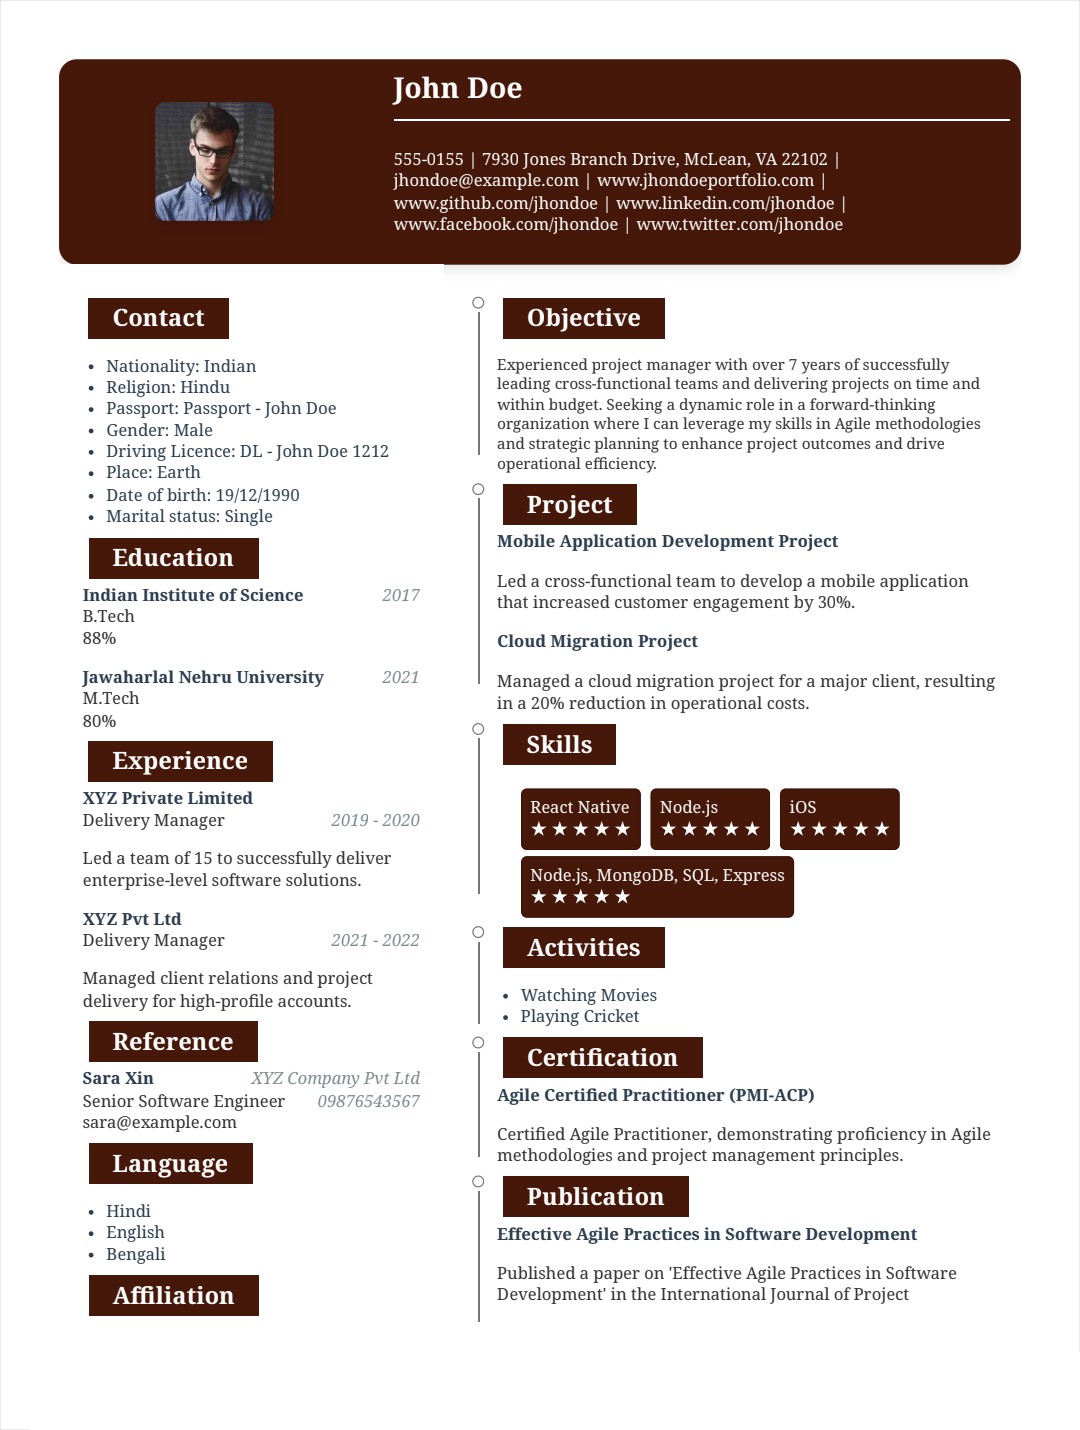 John Doe
555-0155 | 7930 Jones Branch Drive, McLean, VA 22102 |
jhondoe@example.com | www.jhondoeportfolio.com |
www.github.com/jhondoe | www.linkedin.com/jhondoe |
www.facebook.com/jhondoe | www.twitter.com/jhondoe
Contact
• Nationality: Indian
• Religion: Hindu
• Passport: Passport - John Doe
• Gender: Male
• Driving Licence: DL - John Doe 1212
• Place: Earth
• Date of birth: 19/12/1990
• Marital status: Single
Education
Indian Institute of Science 2017
B.Tech
88%
Jawaharlal Nehru University 2021
M.Tech
80%
Experience
XYZ Private Limited
Delivery Manager 2019 - 2020
Led a team of 15 to successfully deliver
enterprise-level software solutions.
XYZ Pvt Ltd
Delivery Manager 2021 - 2022
Managed client relations and project
delivery for high-profile accounts.
Reference
Sara Xin XYZ Company Pvt Ltd
Senior Software Engineer 09876543567
sara@example.com
Language
• Hindi
• English
• Bengali
Affiliation
Objective
Experienced project manager with over 7 years of successfully
leading cross-functional teams and delivering projects on time and
within budget. Seeking a dynamic role in a forward-thinking
organization where I can leverage my skills in Agile methodologies
and strategic planning to enhance project outcomes and drive
operational efficiency.
Project
Mobile Application Development Project
Led a cross-functional team to develop a mobile application
that increased customer engagement by 30%.
Cloud Migration Project
Managed a cloud migration project for a major client, resulting
in a 20% reduction in operational costs.
Skills
React Native Node.js iOS
★★★★★ ★★★★★ ★★★★★
Node.js, MongoDB, SQL, Express
★★★★★
Activities
• Watching Movies
• Playing Cricket
Certification
Agile Certified Practitioner (PMI-ACP)
Certified Agile Practitioner, demonstrating proficiency in Agile
methodologies and project management principles.
Publication
Effective Agile Practices in Software Development
Published a paper on 'Effective Agile Practices in Software
Development' in the International Journal of Project